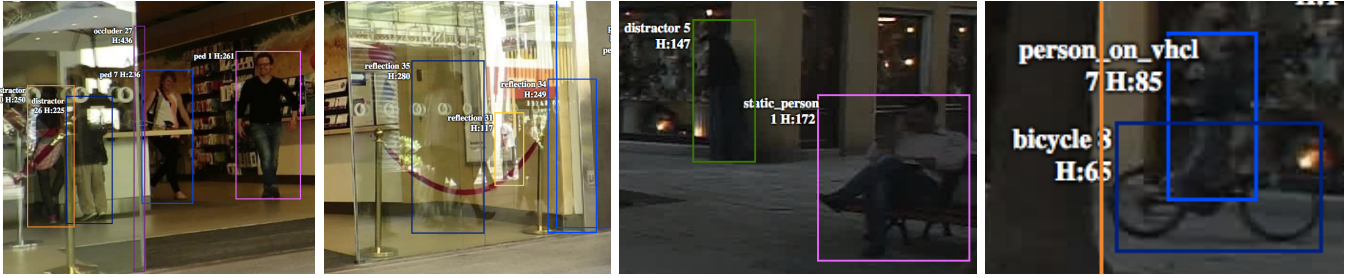 occluder 27
H:436
ped 1 H:261
ped 7 H:236
H:250
distractor
26 H:225
reflection 35
H:280
reflection 34
H:249
reflection 31
H:117
distractor 5
H:147
static_person
1 H:172
person_on_vhcl
7 H:85
bicycle 8
H:65